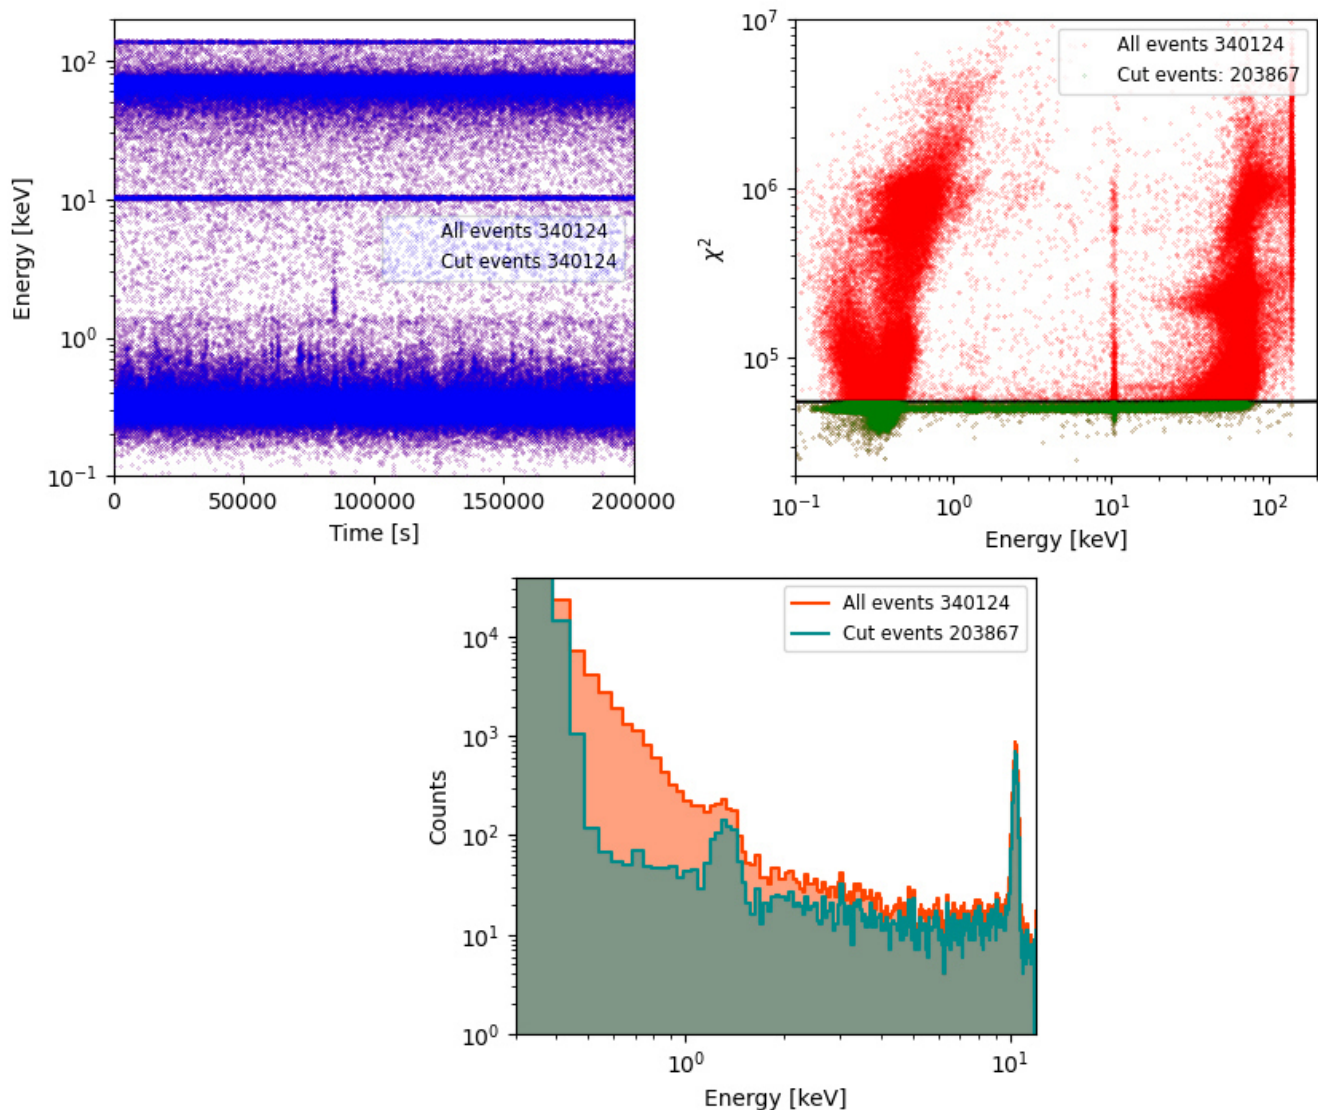 10²
10¹
10⁰
10⁻¹
Energy [keV]
All events 340124
Cut events 340124
0
50000
100000
150000
200000
Time [s]
10⁷
10⁶
10⁵
χ²
All events 340124
Cut events: 203867
10⁻¹
10⁰
10¹
10²
Energy [keV]
10⁴
10³
10²
10¹
10⁰
Counts
All events 340124
Cut events 203867
10⁰
10¹
Energy [keV]